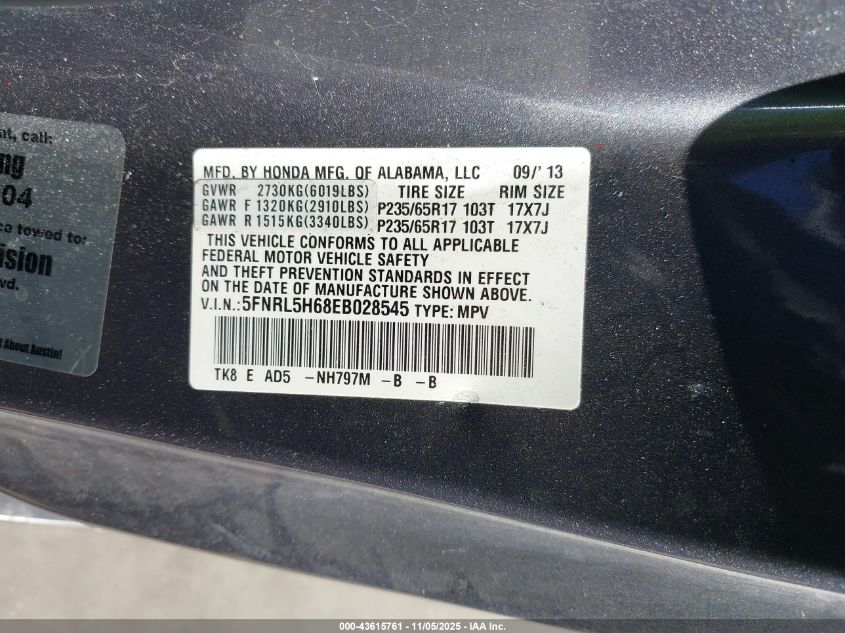 nt, call:
ng
04
ce towed to:
ision
vd.
t About Austin!
MFD. BY HONDA MFG. OF ALABAMA, LLC 09/'13
GVWR 2730KG(6019LBS) TIRE SIZE RIM SIZE
GAWR F 1320KG(2910LBS) P235/65R17 103T 17X7J
GAWR R 1515KG(3340LBS) P235/65R17 103T 17X7J
THIS VEHICLE CONFORMS TO ALL APPLICABLE
FEDERAL MOTOR VEHICLE SAFETY
AND THEFT PREVENTION STANDARDS IN EFFECT
ON THE DATE OF MANUFACTURE SHOWN ABOVE.
V.I.N.:5FNRL5H68EB028545 TYPE: MPV
TK8 E AD5 -NH797M -B -B
000-43615761 - 11/05/2025 - IAA Inc.